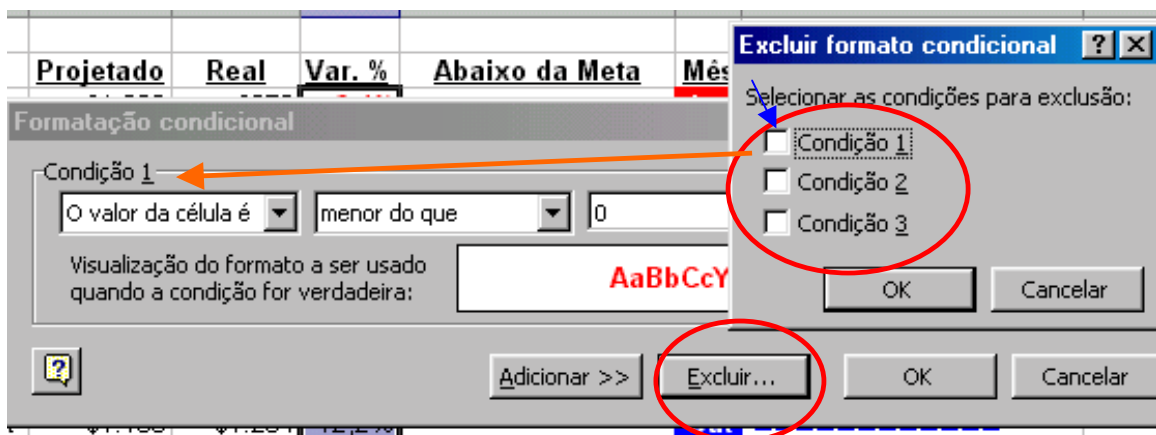 Projetado Real Var. % Abaixo da Meta Mês
Formatação condicional
Condição 1
O valor da célula é menor do que 0
Visualização do formato a ser usado
quando a condição for verdadeira:
AaBbCcY
Adicionar >> Excluir... OK Cancelar
Excluir formato condicional
Selecionar as condições para exclusão:
Condição 1
Condição 2
Condição 3
OK Cancelar